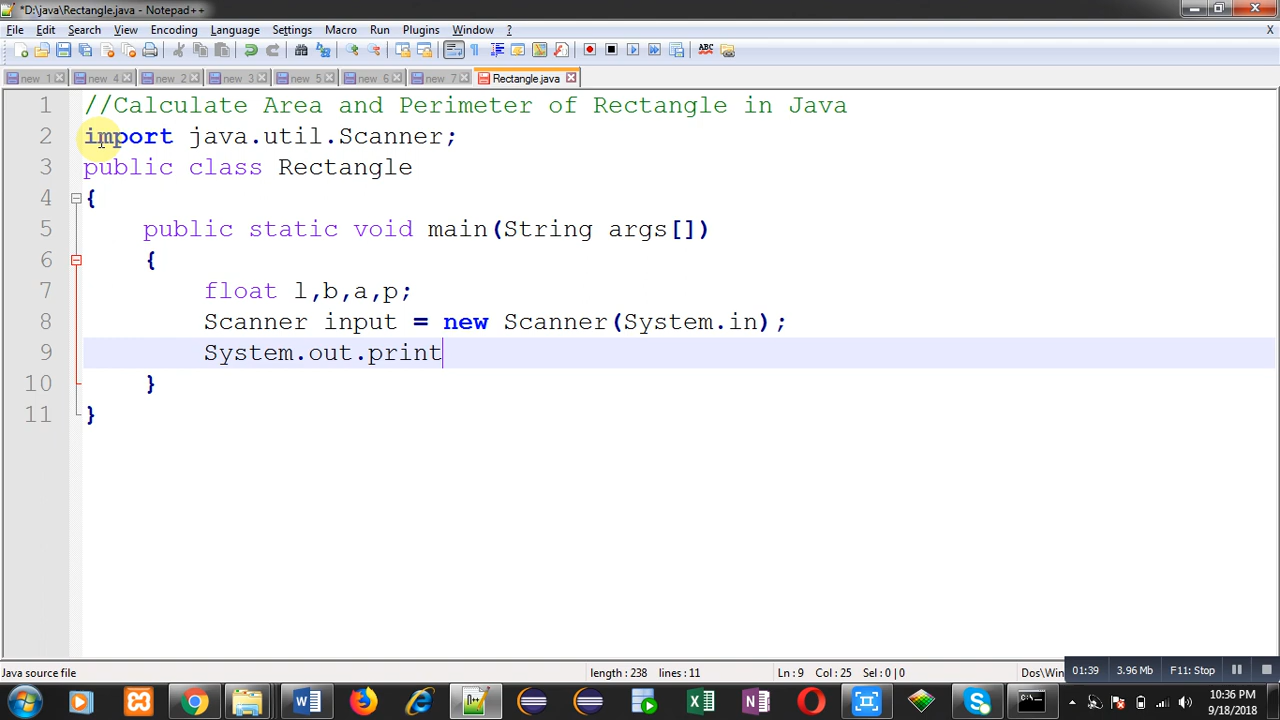 *D:\java\Rectangle.java - Notepad++
File Edit Search View Encoding Language Settings Macro Run Plugins Window ? X
new 1 new 4 new 2 new 3 new 5 new 6 new 7 Rectangle.java
1 //Calculate Area and Perimeter of Rectangle in Java
2 import java.util.Scanner;
3 public class Rectangle
4 {
5 public static void main(String args[])
6 {
7 float l,b,a,p;
8 Scanner input = new Scanner(System.in);
9 System.out.print
10 }
11 }
Java source file length : 238 lines : 11 Ln : 9 Col : 25 Sel : 0 | 0 Dos\Win 01:39 3.96 Mb F11: Stop
10:36 PM
9/18/2018